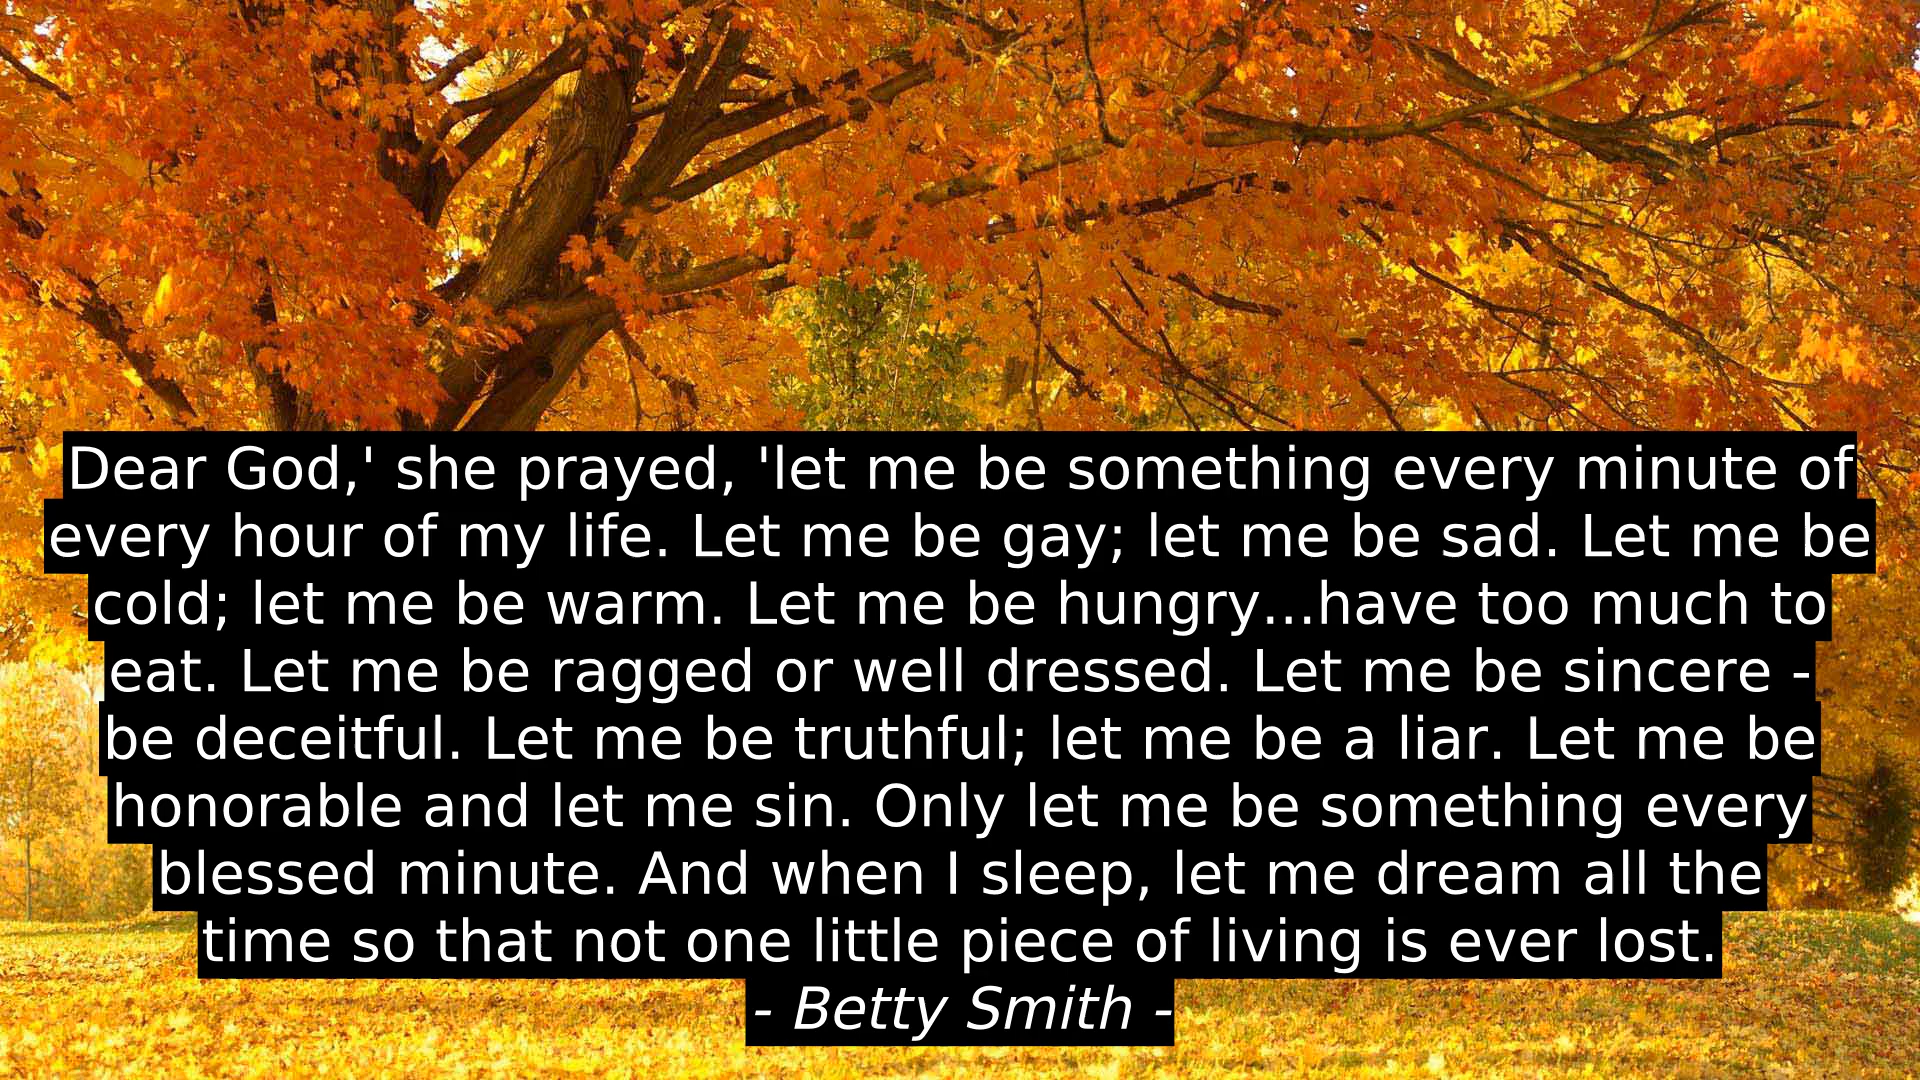 Dear God,' she prayed, 'let me be something every minute of
every hour of my life. Let me be gay; let me be sad. Let me be
cold; let me be warm. Let me be hungry...have too much to
eat. Let me be ragged or well dressed. Let me be sincere -
be deceitful. Let me be truthful; let me be a liar. Let me be
honorable and let me sin. Only let me be something every
blessed minute. And when I sleep, let me dream all the
time so that not one little piece of living is ever lost.
- Betty Smith -